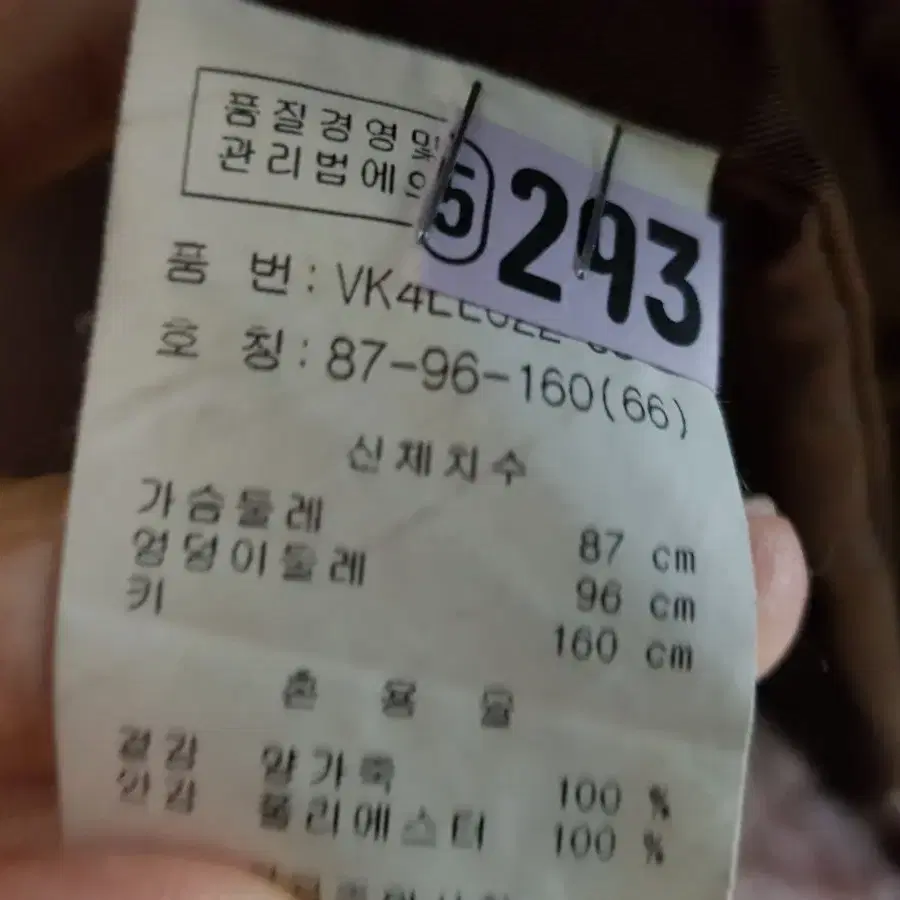 품질경영및
관리법에의
⑤293
품 번: VK4
호 칭: 87-96-160(66)
신체치수
가슴둘레 87 cm
엉덩이둘레 96 cm
키 160 cm
혼 용 율
겉감 양가죽 100 %
안감 폴리에스터 100 %